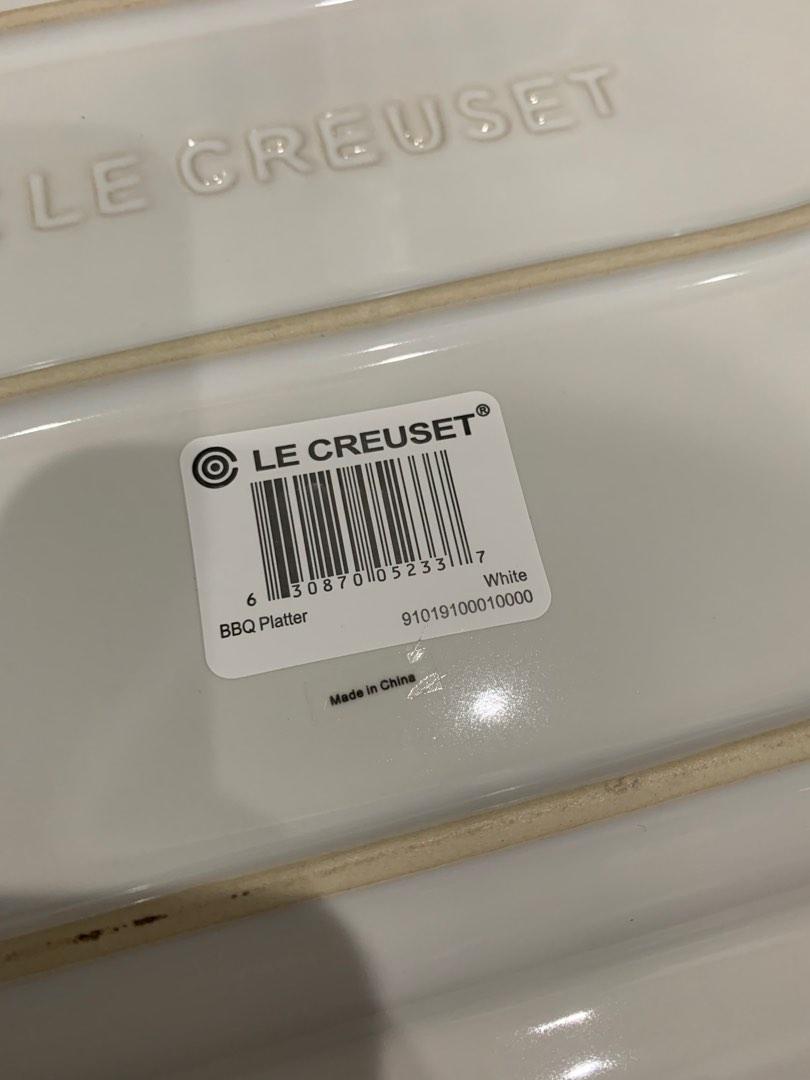 LE CREUSET
LE CREUSET®
6 30870 05233 7
BBQ Platter
White
91019100010000
Made in China